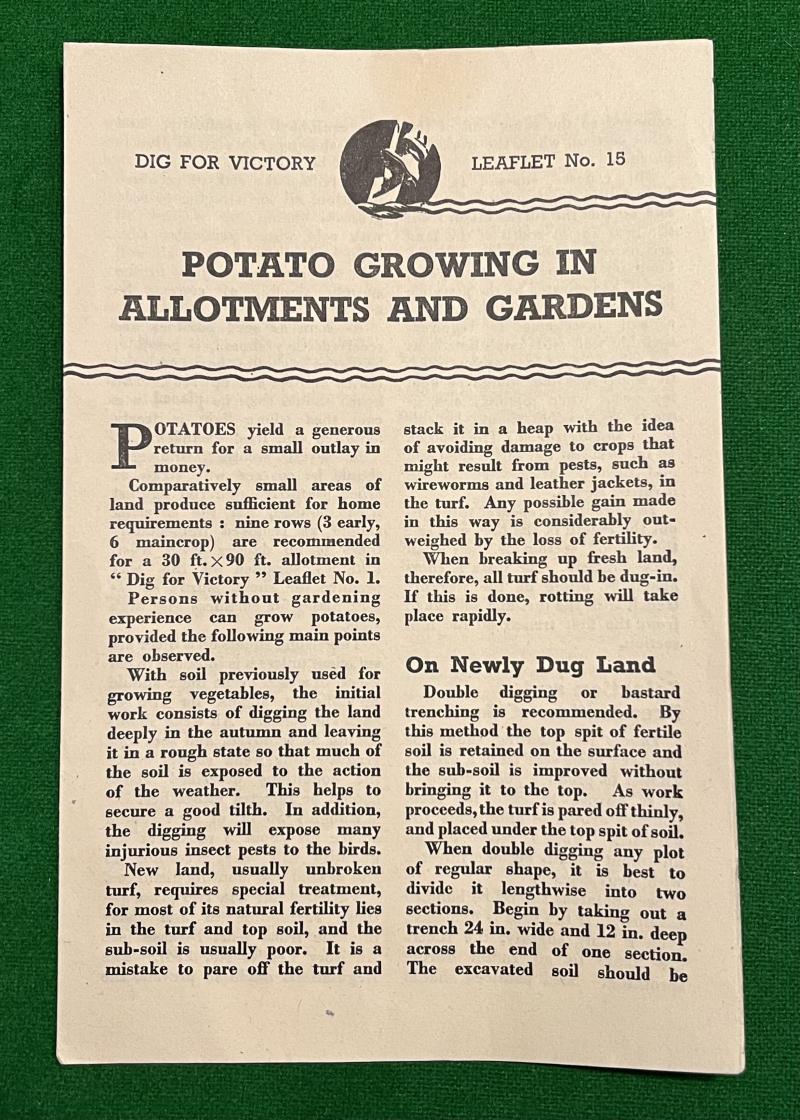 DIG FOR VICTORY
LEAFLET No. 15
POTATO GROWING IN
ALLOTMENTS AND GARDENS
POTATOES yield a generous
return for a small outlay in
money.
Comparatively small areas of
land produce sufficient for home
requirements : nine rows (3 early,
6 maincrop) are recommended
for a 30 ft. × 90 ft. allotment in
“ Dig for Victory ” Leaflet No. 1.
Persons without gardening
experience can grow potatoes,
provided the following main points
are observed.
With soil previously used for
growing vegetables, the initial
work consists of digging the land
deeply in the autumn and leaving
it in a rough state so that much of
the soil is exposed to the action
of the weather. This helps to
secure a good tilth. In addition,
the digging will expose many
injurious insect pests to the birds.
New land, usually unbroken
turf, requires special treatment,
for most of its natural fertility lies
in the turf and top soil, and the
sub-soil is usually poor. It is a
mistake to pare off the turf and
stack it in a heap with the idea
of avoiding damage to crops that
might result from pests, such as
wireworms and leather jackets, in
the turf. Any possible gain made
in this way is considerably out-
weighed by the loss of fertility.
When breaking up fresh land,
therefore, all turf should be dug-in.
If this is done, rotting will take
place rapidly.
On Newly Dug Land
Double digging or bastard
trenching is recommended. By
this method the top spit of fertile
soil is retained on the surface and
the sub-soil is improved without
bringing it to the top. As work
proceeds, the turf is pared off thinly,
and placed under the top spit of soil.
When double digging any plot
of regular shape, it is best to
divide it lengthwise into two
sections. Begin by taking out a
trench 24 in. wide and 12 in. deep
across the end of one section.
The excavated soil should be